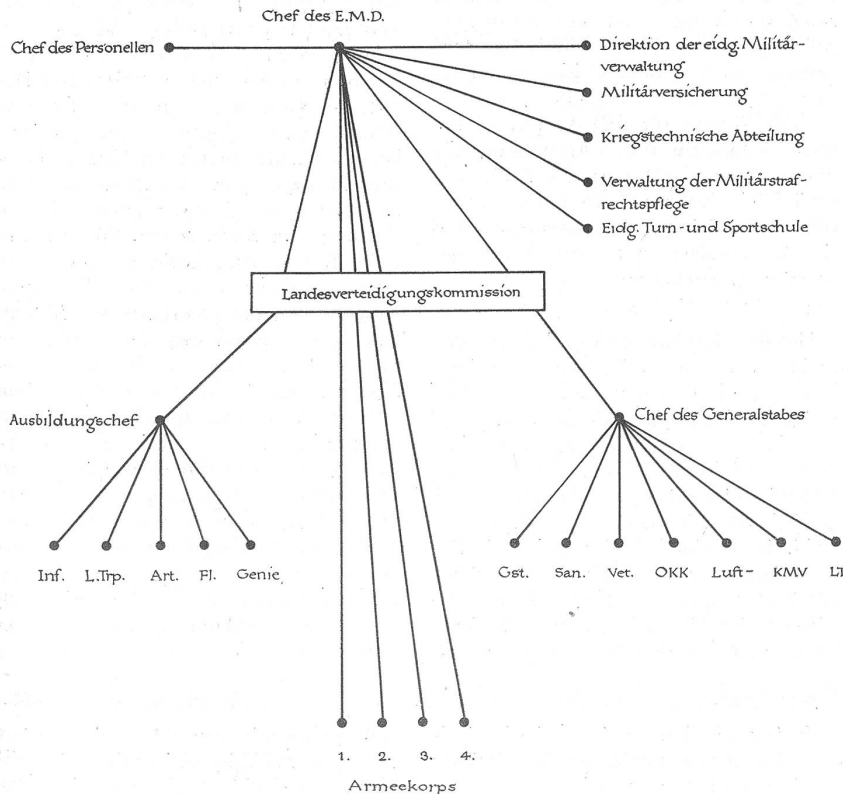 Chef des E.M.D.
Chef des Personellen
Direktion der eidg. Militär-
verwaltung
Militärversicherung
Kriegstechnische Abteilung
Verwaltung der Militärstraf-
rechtspflege
Eidg. Turn- und Sportschule
Landesverteidigungskommission
Ausbildungschef
Chef des Generalstabes
Inf. L.Trp. Art. Fl. Genie
Gst. San. Vet. OKK Luft- KMV LT
1. 2. 3. 4.
Armeekorps